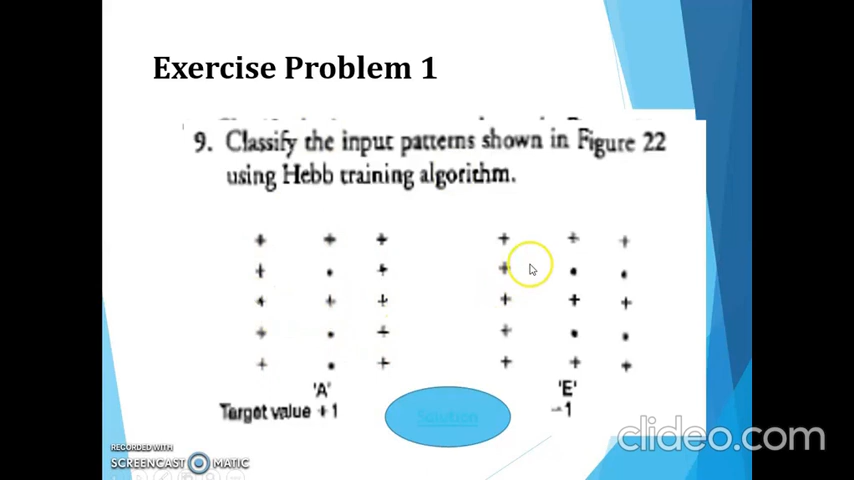 Exercise Problem 1
9. Classify the input patterns shown in Figure 22
using Hebb training algorithm.
+ + + + + +
+ • + + • •
+ + + + + +
+ • + + • •
+ • + + + +
'A' 'E'
Target value +1 −1
Solution
clideo.com
RECORDED WITH
SCREENCAST MATIC